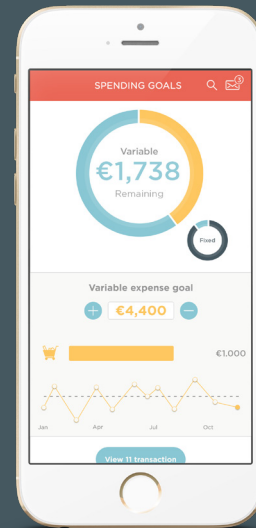 SPENDING GOALS
3
Variable
€1,738
Remaining
Fixed
Variable expense goal
€4,400
€1,000
Jan Apr Jul Oct
View 11 transaction